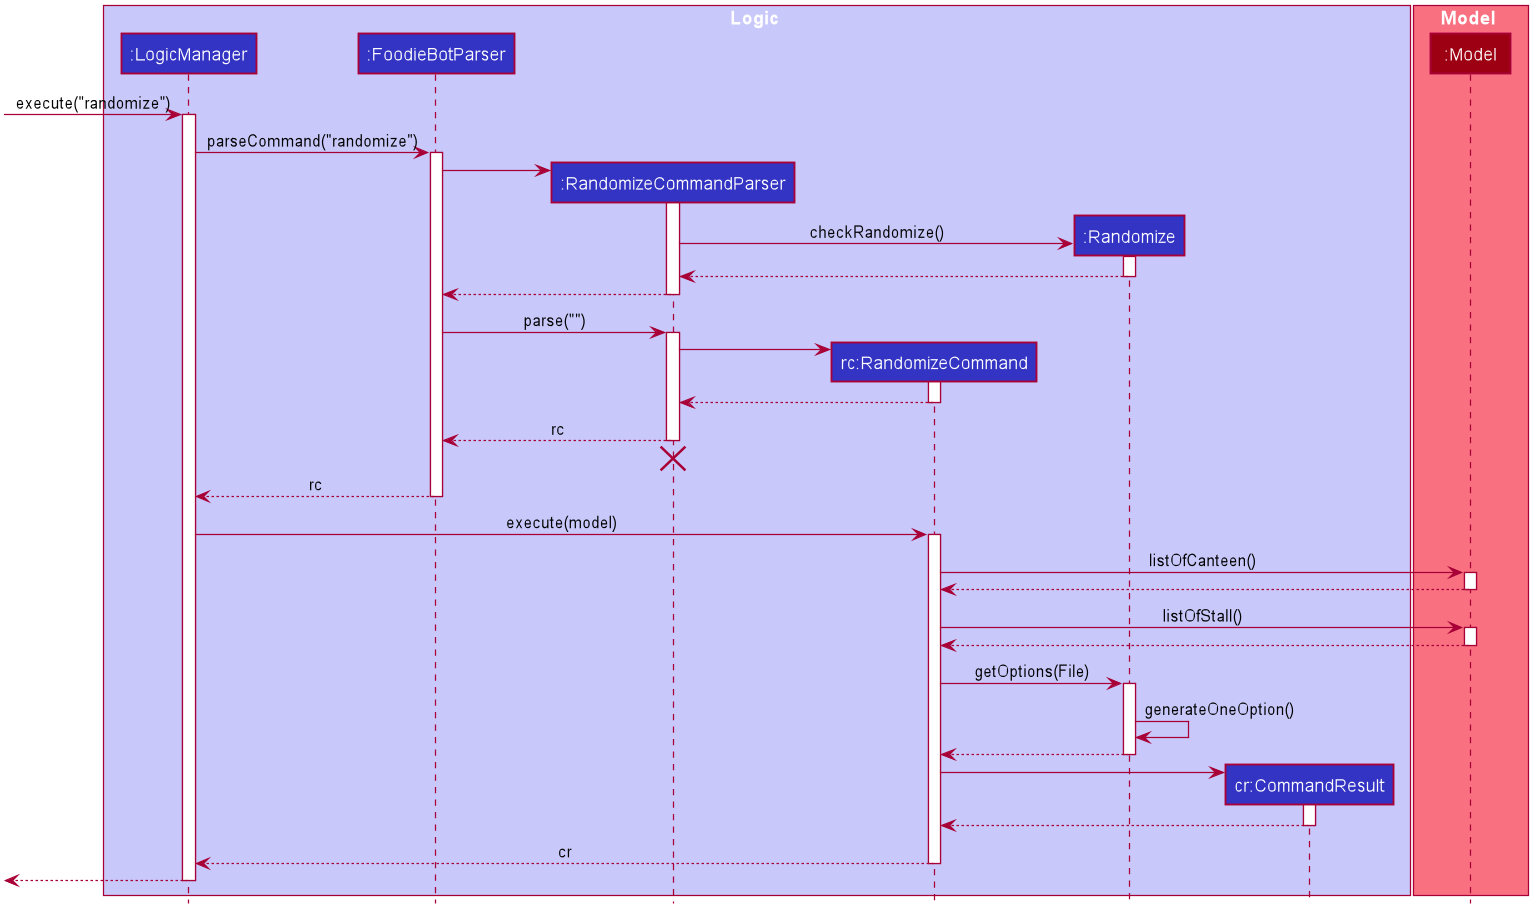 Logic
Model
:LogicManager
:FoodieBotParser
:Model
execute("randomize")
parseCommand("randomize")
:RandomizeCommandParser
checkRandomize()
:Randomize
parse("")
rc:RandomizeCommand
rc
rc
execute(model)
listOfCanteen()
listOfStall()
getOptions(File)
generateOneOption()
cr:CommandResult
cr